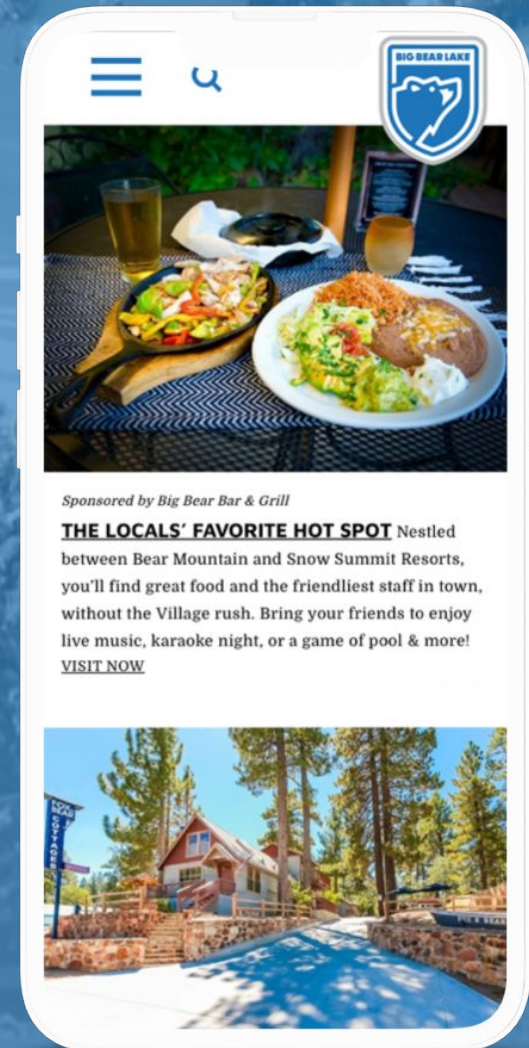 BIG BEAR LAKE
Sponsored by Big Bear Bar & Grill
THE LOCALS’ FAVORITE HOT SPOT Nestled
between Bear Mountain and Snow Summit Resorts,
you’ll find great food and the friendliest staff in town,
without the Village rush. Bring your friends to enjoy
live music, karaoke night, or a game of pool & more!
VISIT NOW
COTTAGES